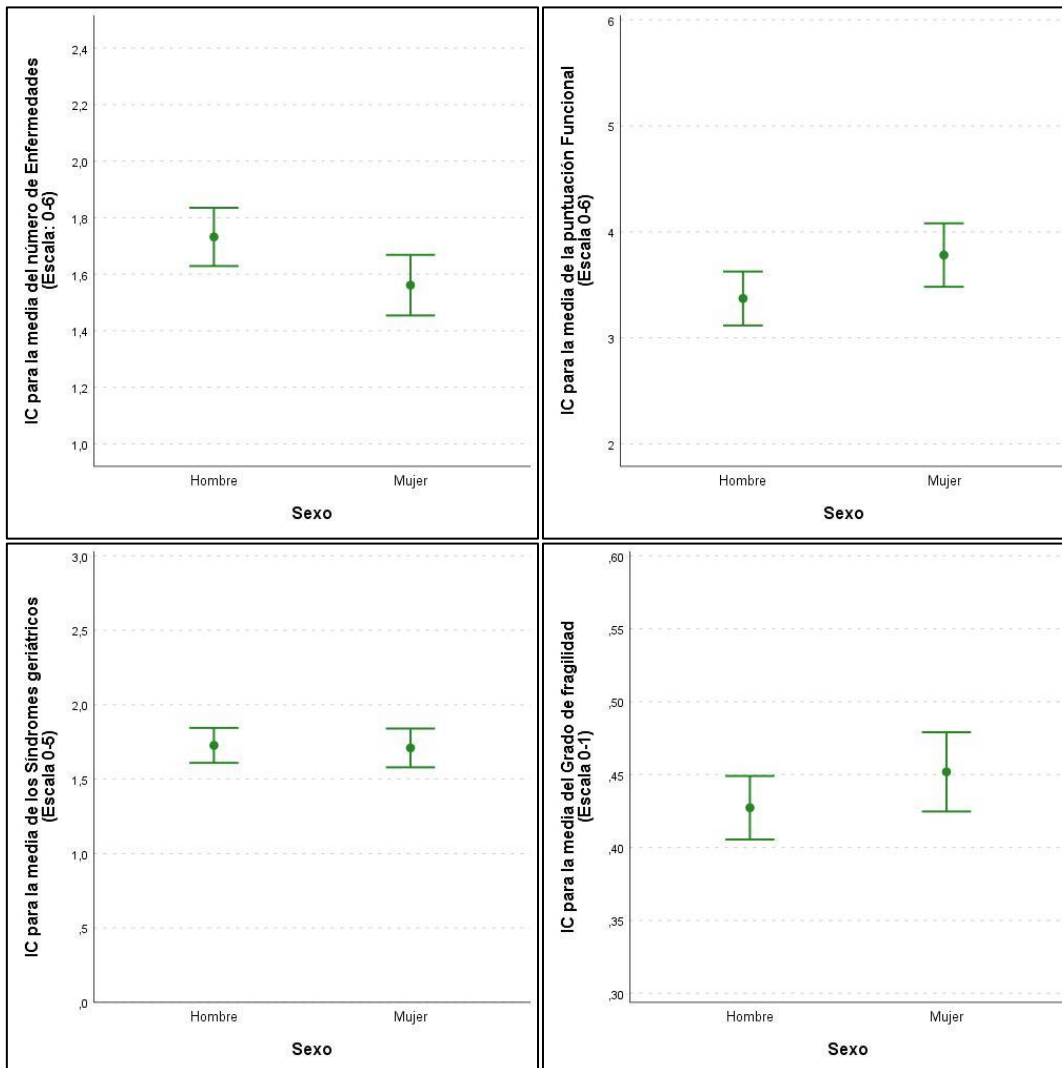 IC para la media del número de Enfermedades
(Escala: 0-6)
2,4
2,2
2,0
1,8
1,6
1,4
1,2
1,0
Hombre
Mujer
Sexo
IC para la media de la puntuación Funcional
(Escala 0-6)
6
5
4
3
2
Hombre
Mujer
Sexo
IC para la media de los Síndromes geriátricos
(Escala 0-5)
3,0
2,5
2,0
1,5
1,0
,5
,0
Hombre
Mujer
Sexo
IC para la media del Grado de fragilidad
(Escala 0-1)
,60
,55
,50
,45
,40
,35
,30
Hombre
Mujer
Sexo